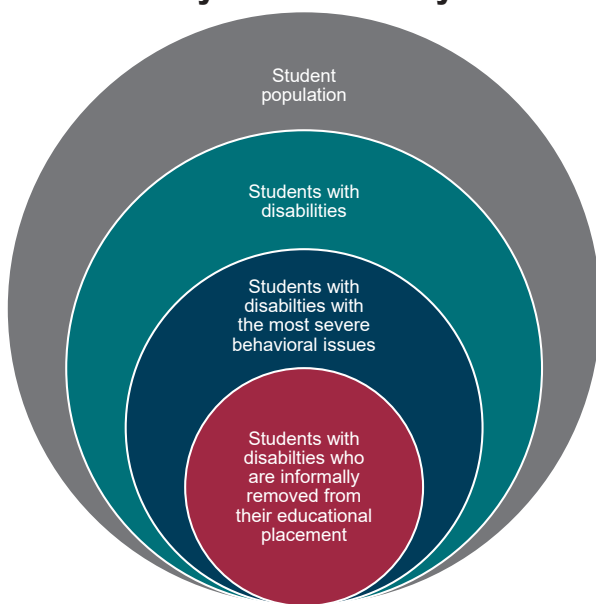 Student
population
Students with
disabilities
Students with
disabilties with
the most severe
behavioral issues
Students with
disabilties who
are informally
removed from
their educational
placement